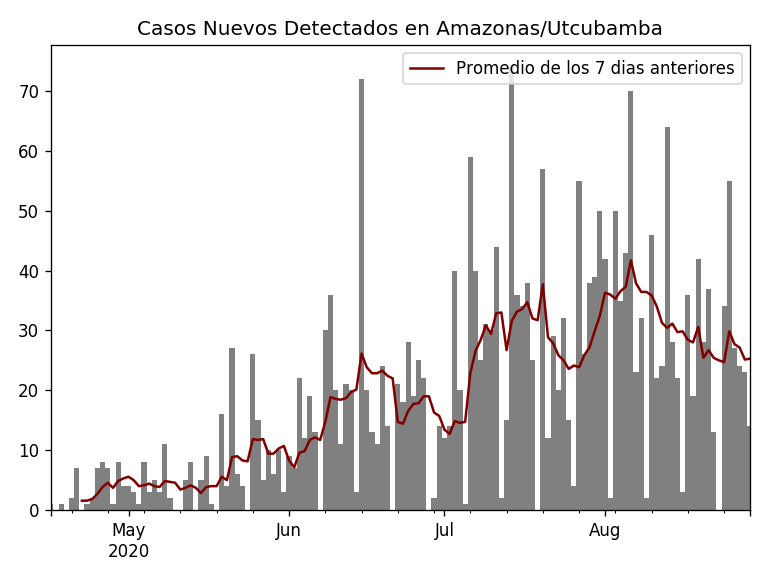 Casos Nuevos Detectados en Amazonas/Utcubamba
Promedio de los 7 dias anteriores
70
60
50
40
30
20
10
0
May
2020
Jun
Jul
Aug